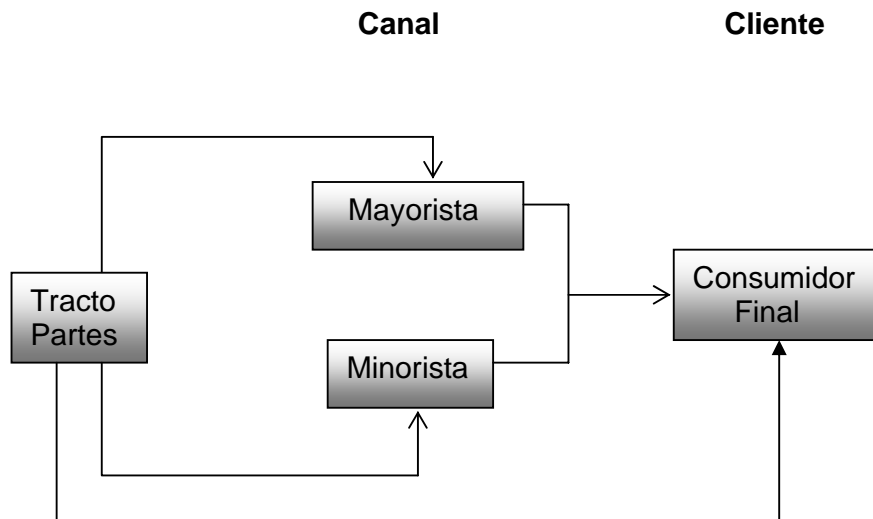 Canal
Cliente
Mayorista
Tracto
Partes
Consumidor
Final
Minorista